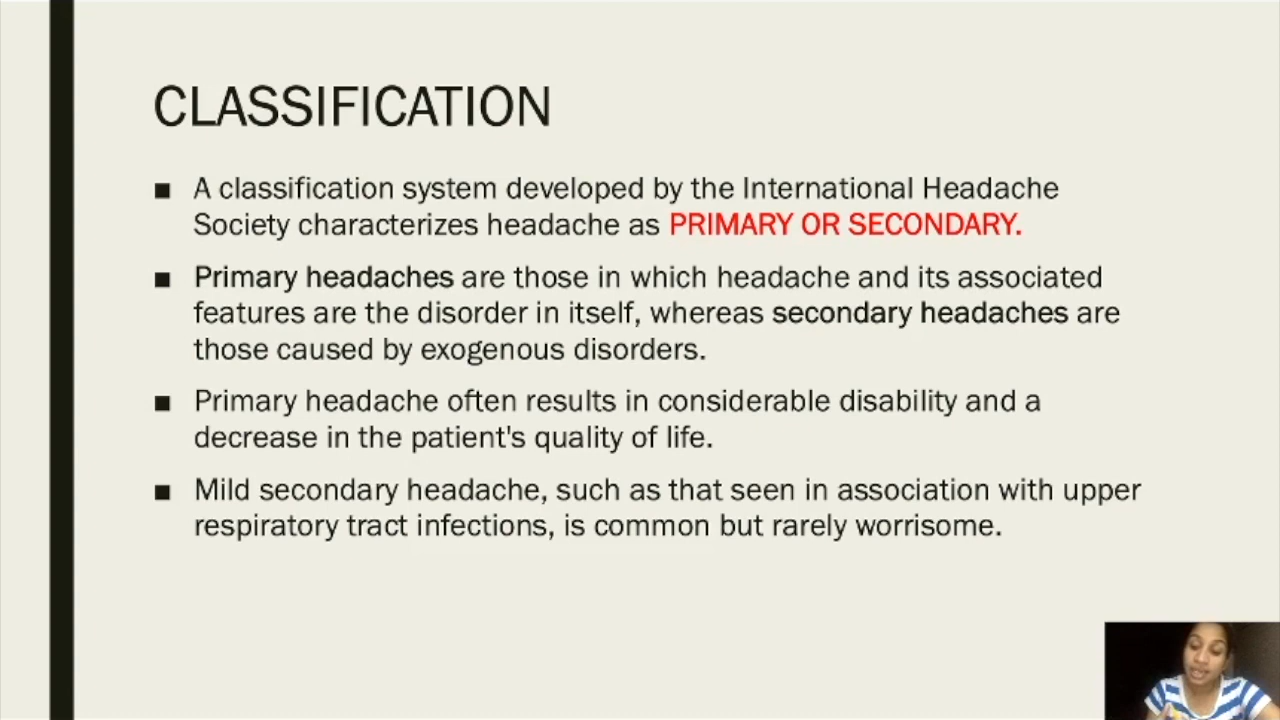 CLASSIFICATION
■ A classification system developed by the International Headache
Society characterizes headache as PRIMARY OR SECONDARY.
■ Primary headaches are those in which headache and its associated
features are the disorder in itself, whereas secondary headaches are
those caused by exogenous disorders.
■ Primary headache often results in considerable disability and a
decrease in the patient's quality of life.
■ Mild secondary headache, such as that seen in association with upper
respiratory tract infections, is common but rarely worrisome.